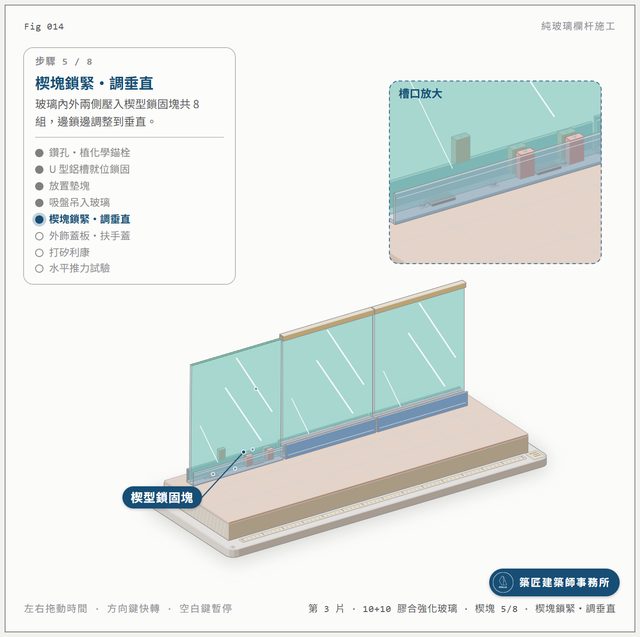 Fig 014
純玻璃欄杆施工
步驟 5 / 8
楔塊鎖緊・調垂直
玻璃內外兩側壓入楔型鎖固塊共 8
組，邊鎖邊調整到垂直。
鑽孔・植化學錨栓
U 型鋁槽就位鎖固
放置墊塊
吸盤吊入玻璃
楔塊鎖緊・調垂直
外飾蓋板・扶手蓋
打矽利康
水平推力試驗
槽口放大
楔型鎖固塊
築匠建築師事務所
左右拖動時間 · 方向鍵快轉 · 空白鍵暫停
第 3 片 · 10+10 膠合強化玻璃 · 楔塊 5/8 · 楔塊鎖緊・調垂直